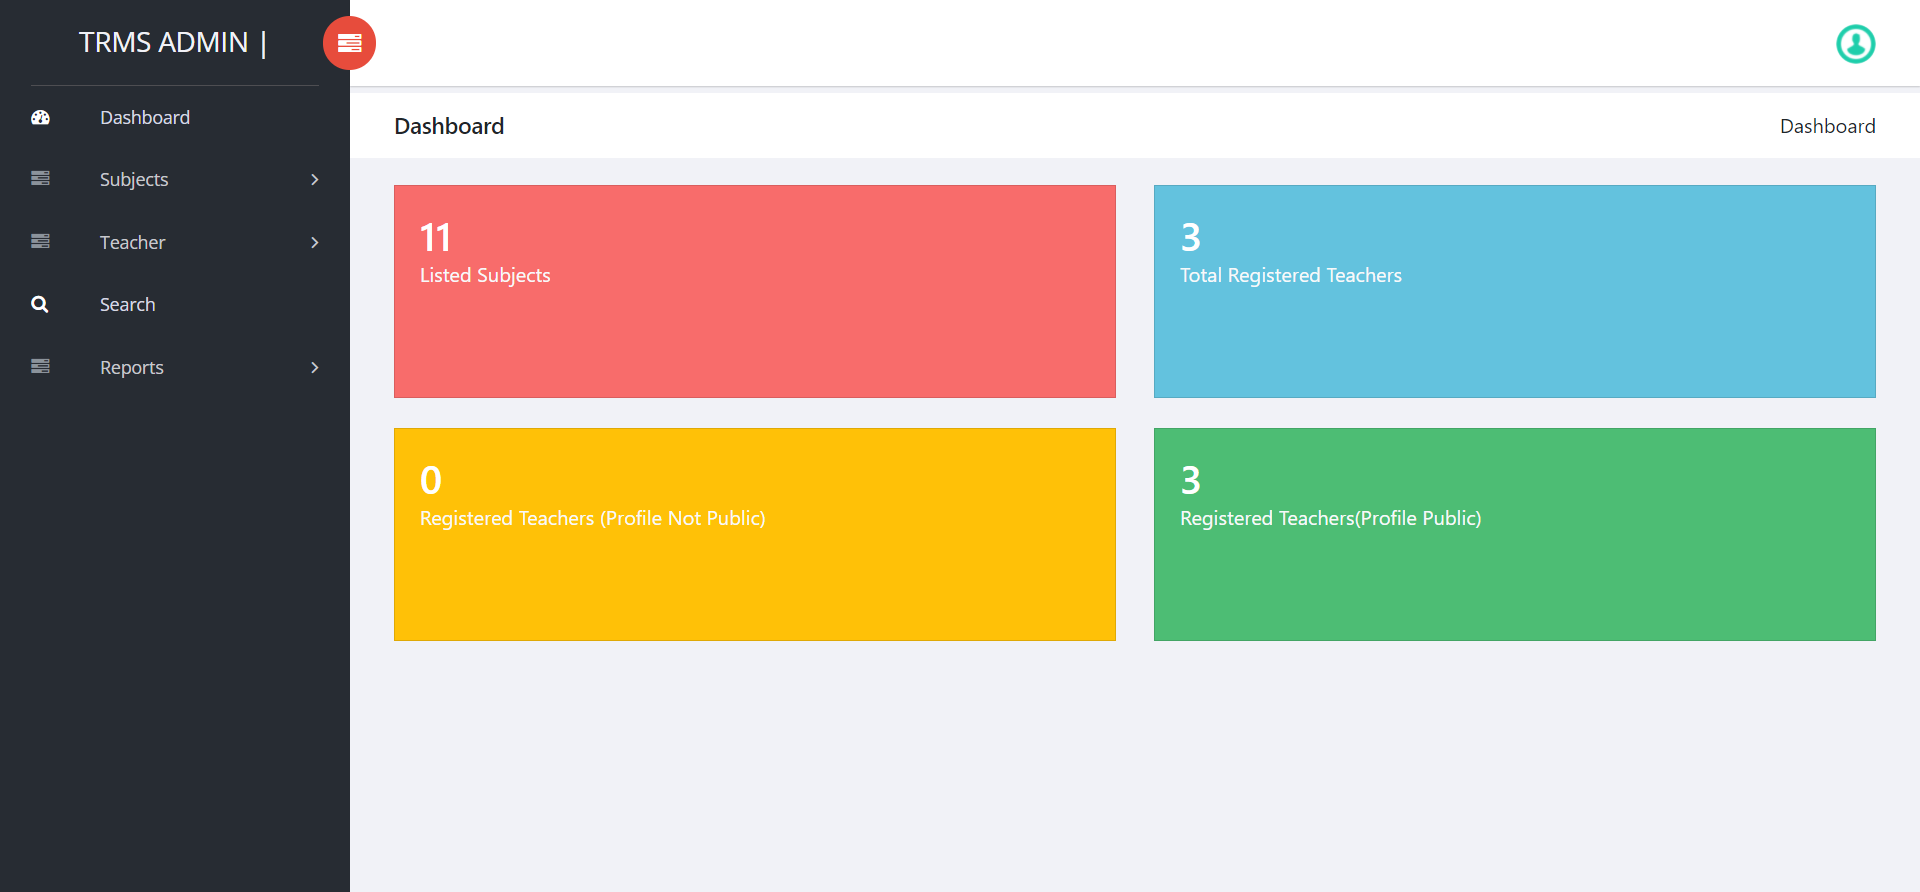 TRMS ADMIN |
Dashboard
Subjects
Teacher
Search
Reports
Dashboard
Dashboard
11
Listed Subjects
3
Total Registered Teachers
0
Registered Teachers (Profile Not Public)
3
Registered Teachers(Profile Public)